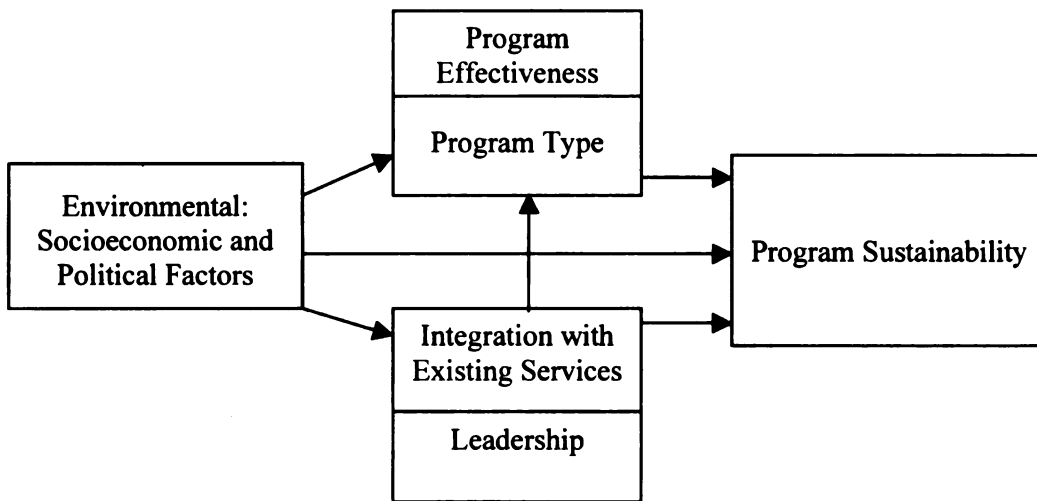 Program
Effectiveness
Program Type
Environmental:
Socioeconomic and
Political Factors
Program Sustainability
Integration with
Existing Services
Leadership